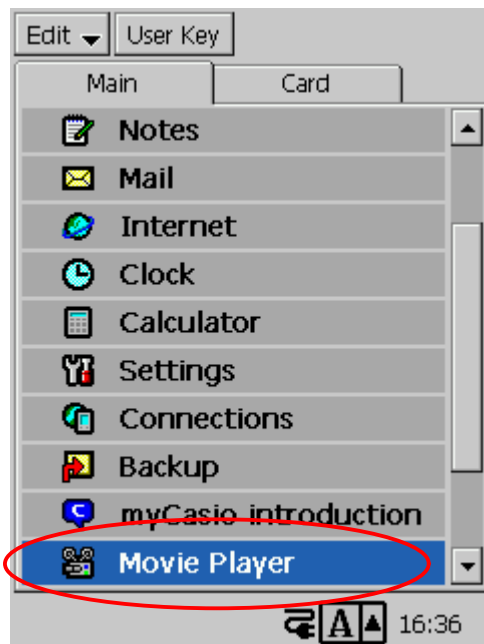 Edit User Key
Main Card
Notes
Mail
Internet
Clock
Calculator
Settings
Connections
Backup
C myCasio introduction
Movie Player
A 16:36